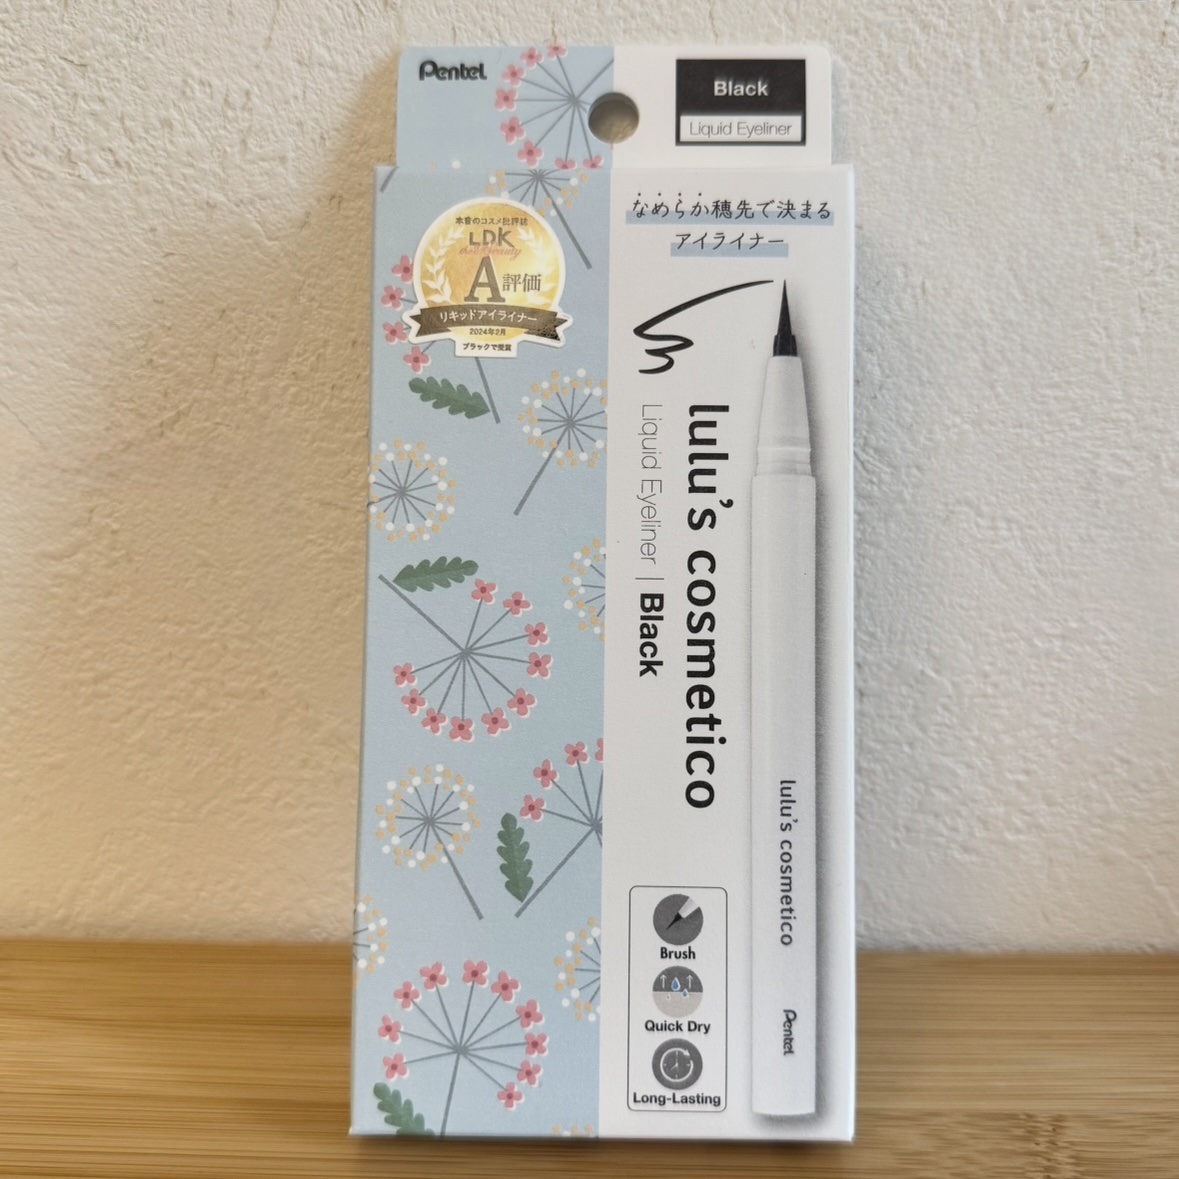 Pentel
Black
Liquid Eyeliner
本音のコスメ批評誌
LDK
the Beauty
A評価
リキッドアイライナー
2024年2月
ブラックで受賞
なめらか穂先で決まる
アイライナー
lulu's cosmetico
Liquid Eyeliner | Black
lulu's cosmetico
Pentel
Brush
Quick Dry
Long-Lasting